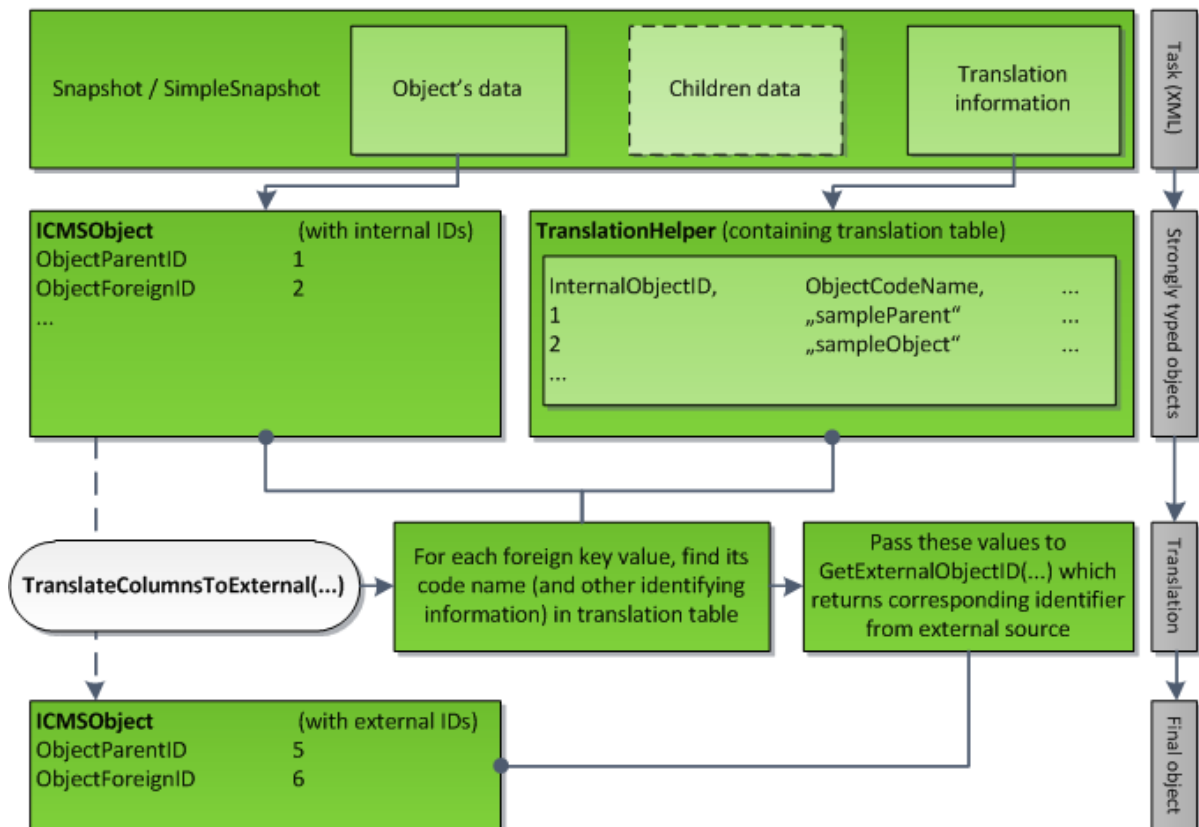 Snapshot / SimpleSnapshot
Object's data
Children data
Translation
information
Task (XML)
ICMSObject (with internal IDs)
ObjectParentID 1
ObjectForeignID 2
...
TranslationHelper (containing translation table)
InternalObjectID, ObjectCodeName, ...
1 „sampleParent“ ...
2 „sampleObject“ ...
...
Strongly typed objects
TranslateColumnsToExternal(...)
For each foreign key value, find its
code name (and other identifying
information) in translation table
Pass these values to
GetExternalObjectID(...) which
returns corresponding identifier
from external source
Translation
ICMSObject (with external IDs)
ObjectParentID 5
ObjectForeignID 6
Final object